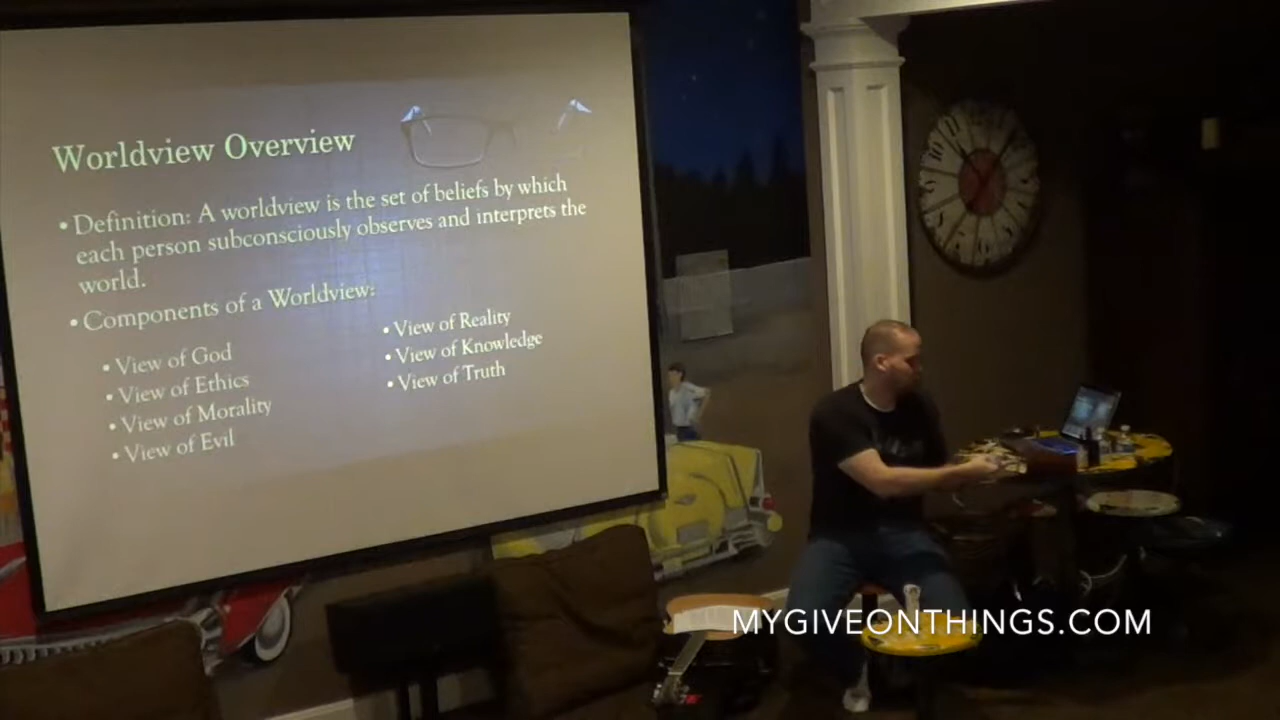 Worldview Overview
• Definition: A worldview is the set of beliefs by which
each person subconsciously observes and interprets the
world.
• Components of a Worldview:
• View of God
• View of Ethics
• View of Morality
• View of Evil
• View of Reality
• View of Knowledge
• View of Truth
MYGIVEONTHINGS.COM